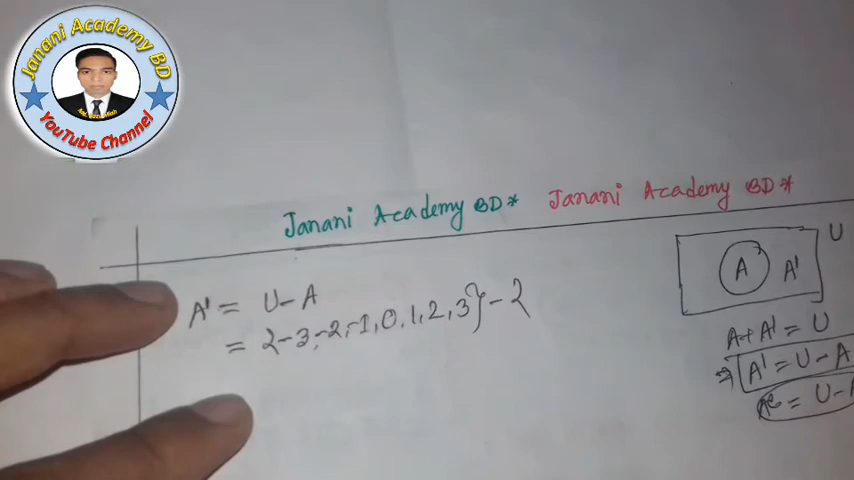 Janani Academy BD
YouTube Channel
Janani Academy BD* Janani Academy BD*
A' = U - A
= {-3,-2,-1,0,1,2,3} - {
A
A'
U
A+A' = U
⇒ A' = U - A
= U - A